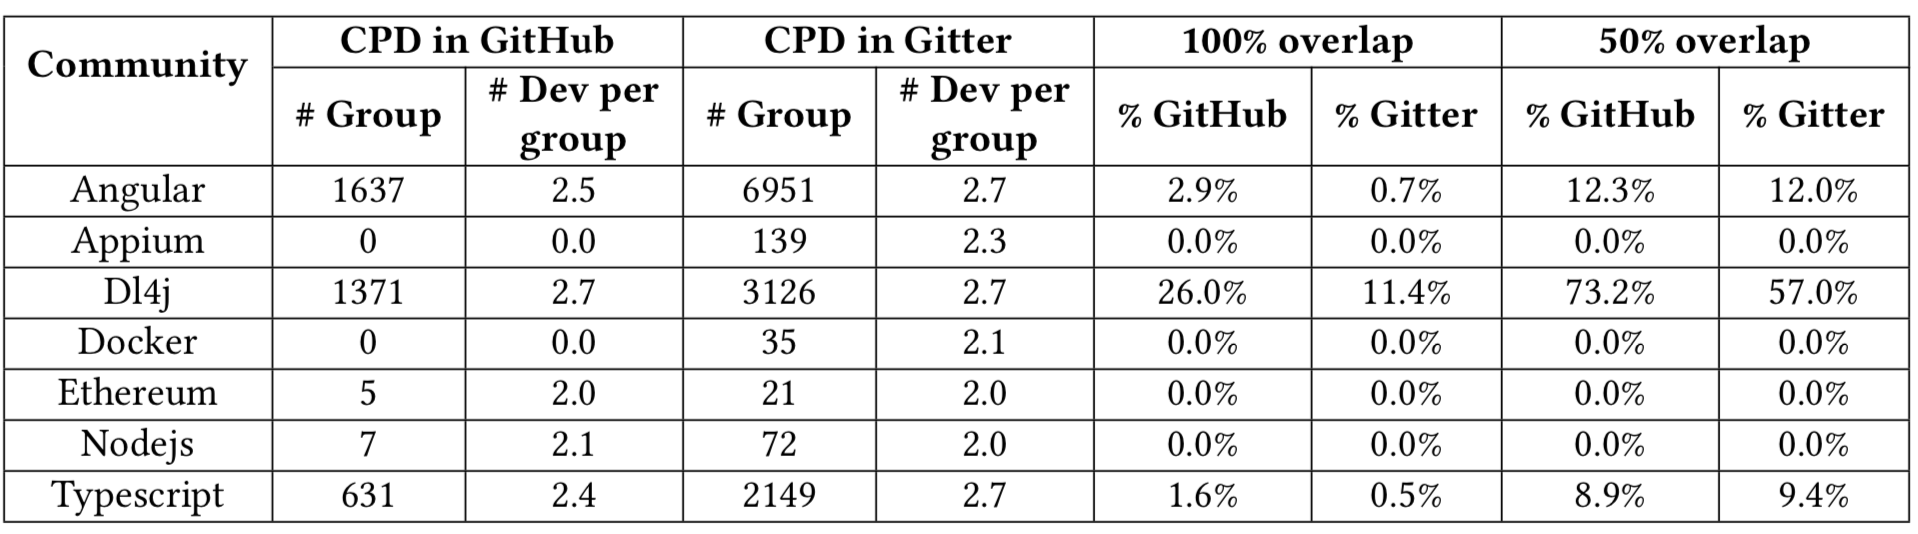 Community CPD in GitHub CPD in Gitter 100% overlap 50% overlap
# Group # Dev per group # Group # Dev per group % GitHub % Gitter % GitHub % Gitter
Angular 1637 2.5 6951 2.7 2.9% 0.7% 12.3% 12.0%
Appium 0 0.0 139 2.3 0.0% 0.0% 0.0% 0.0%
Dl4j 1371 2.7 3126 2.7 26.0% 11.4% 73.2% 57.0%
Docker 0 0.0 35 2.1 0.0% 0.0% 0.0% 0.0%
Ethereum 5 2.0 21 2.0 0.0% 0.0% 0.0% 0.0%
Nodejs 7 2.1 72 2.0 0.0% 0.0% 0.0% 0.0%
Typescript 631 2.4 2149 2.7 1.6% 0.5% 8.9% 9.4%